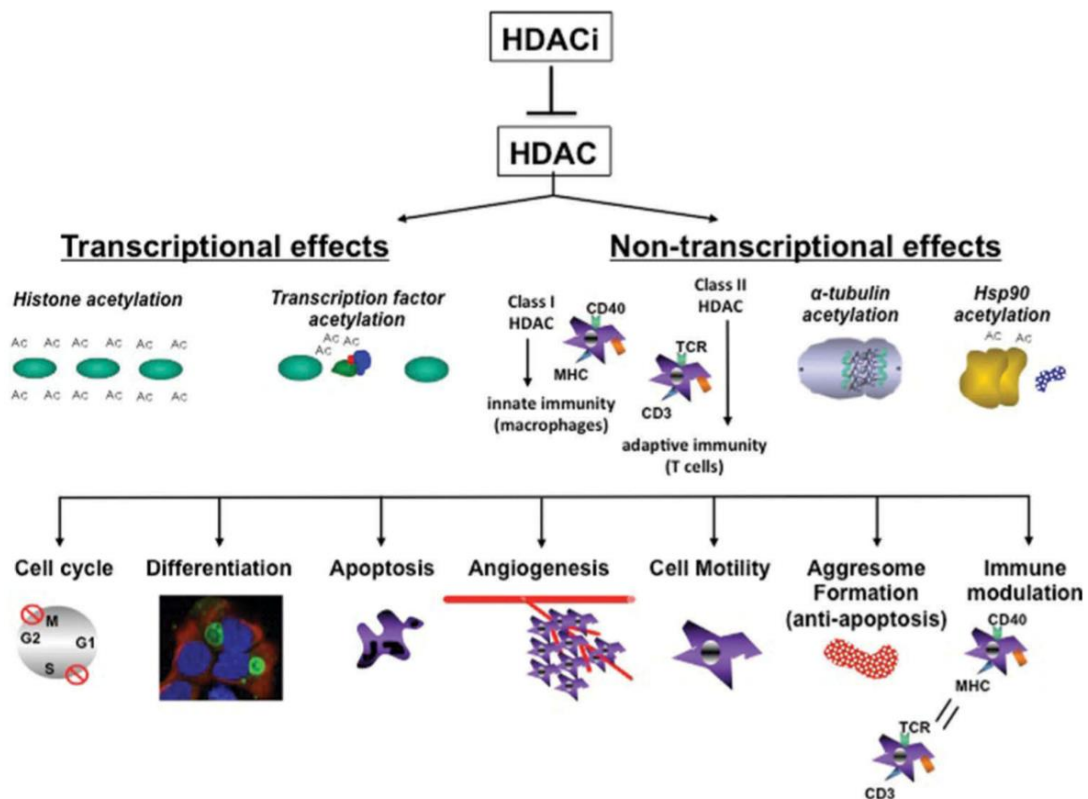 HDACi
HDAC
Transcriptional effects
Non-transcriptional effects
Histone acetylation
Ac Ac Ac Ac Ac Ac
Ac Ac Ac Ac Ac Ac
Transcription factor
acetylation
Ac Ac
Ac
Class I
HDAC
CD40
MHC
innate immunity
(macrophages)
Class II
HDAC
TCR
CD3
adaptive immunity
(T cells)
α-tubulin
acetylation
Hsp90
acetylation
Ac Ac
Cell cycle
M
G2
G1
S
Differentiation
Apoptosis
Angiogenesis
Cell Motility
Aggresome
Formation
(anti-apoptosis)
Immune
modulation
CD40
MHC
TCR
CD3